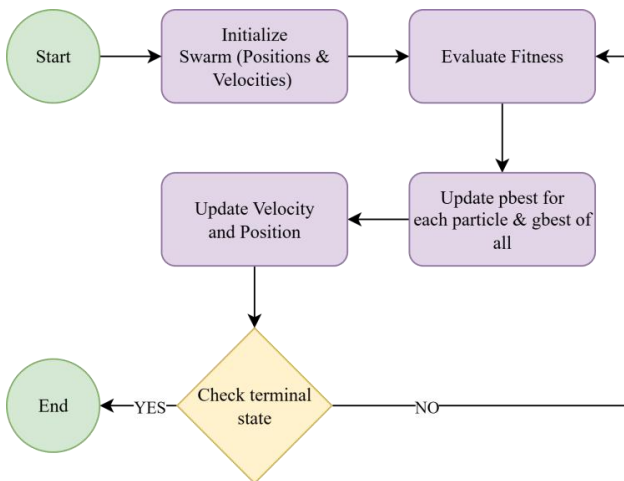 Start
Initialize
Swarm (Positions &
Velocities)
Evaluate Fitness
Update Velocity
and Position
Update pbest for
each particle & gbest of
all
End
YES
Check terminal
state
NO